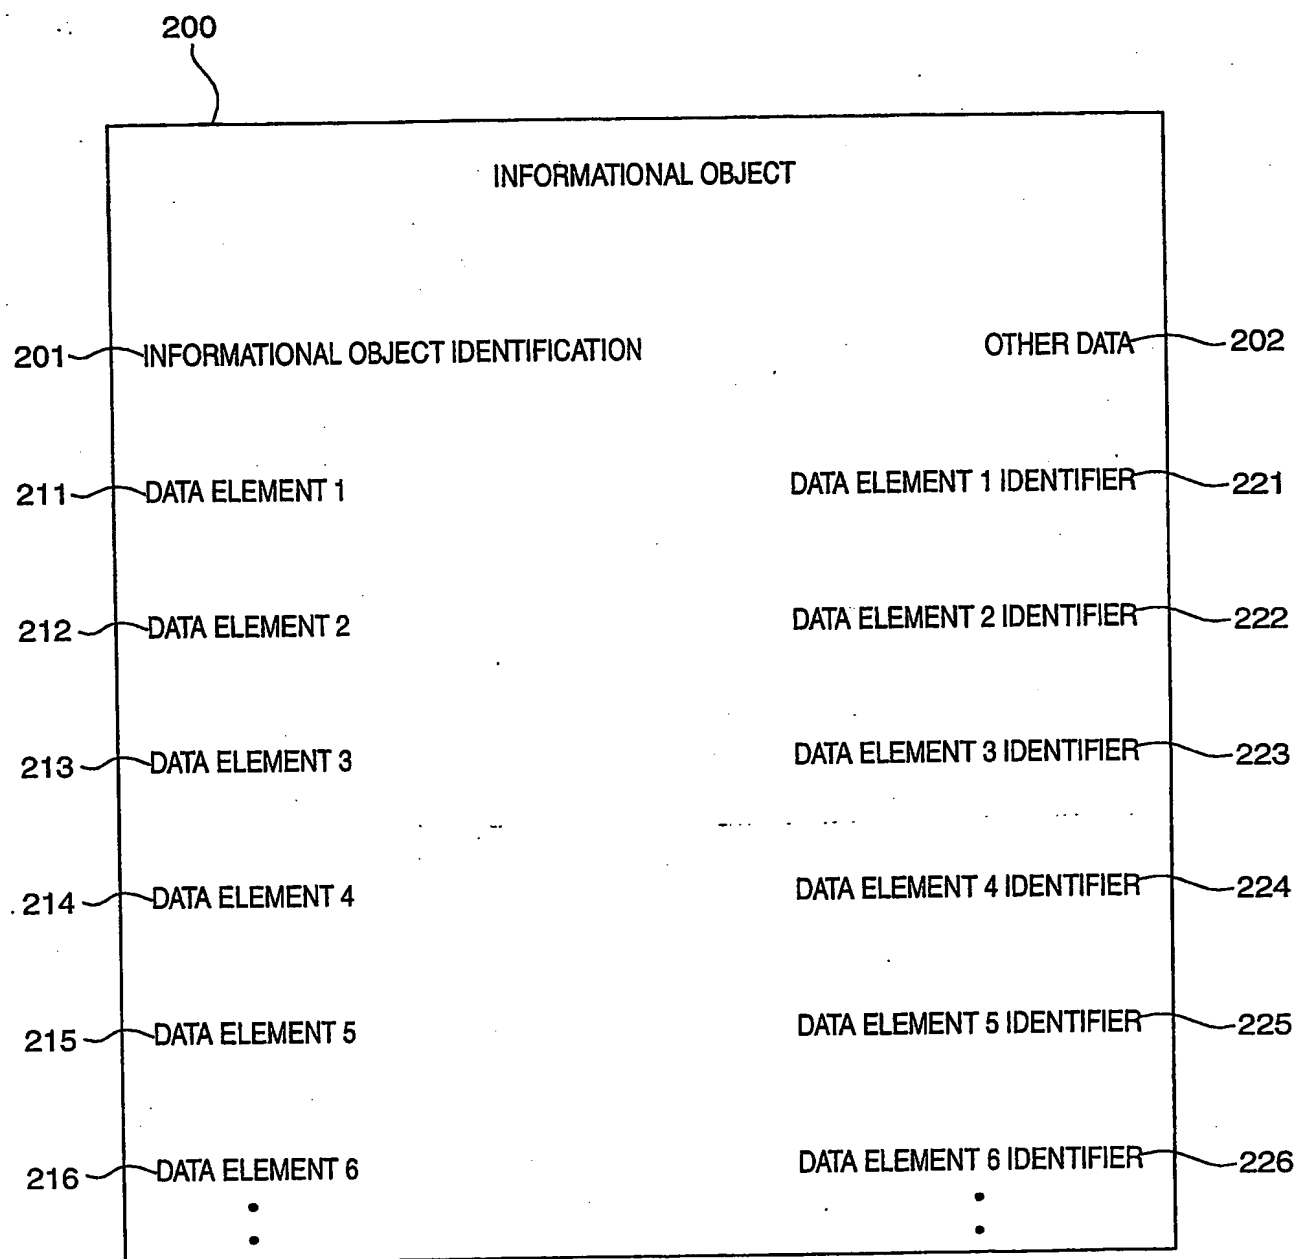 200
INFORMATIONAL OBJECT
201 INFORMATIONAL OBJECT IDENTIFICATION OTHER DATA 202
211 DATA ELEMENT 1 DATA ELEMENT 1 IDENTIFIER 221
212 DATA ELEMENT 2 DATA ELEMENT 2 IDENTIFIER 222
213 DATA ELEMENT 3 DATA ELEMENT 3 IDENTIFIER 223
214 DATA ELEMENT 4 DATA ELEMENT 4 IDENTIFIER 224
215 DATA ELEMENT 5 DATA ELEMENT 5 IDENTIFIER 225
216 DATA ELEMENT 6 DATA ELEMENT 6 IDENTIFIER 226